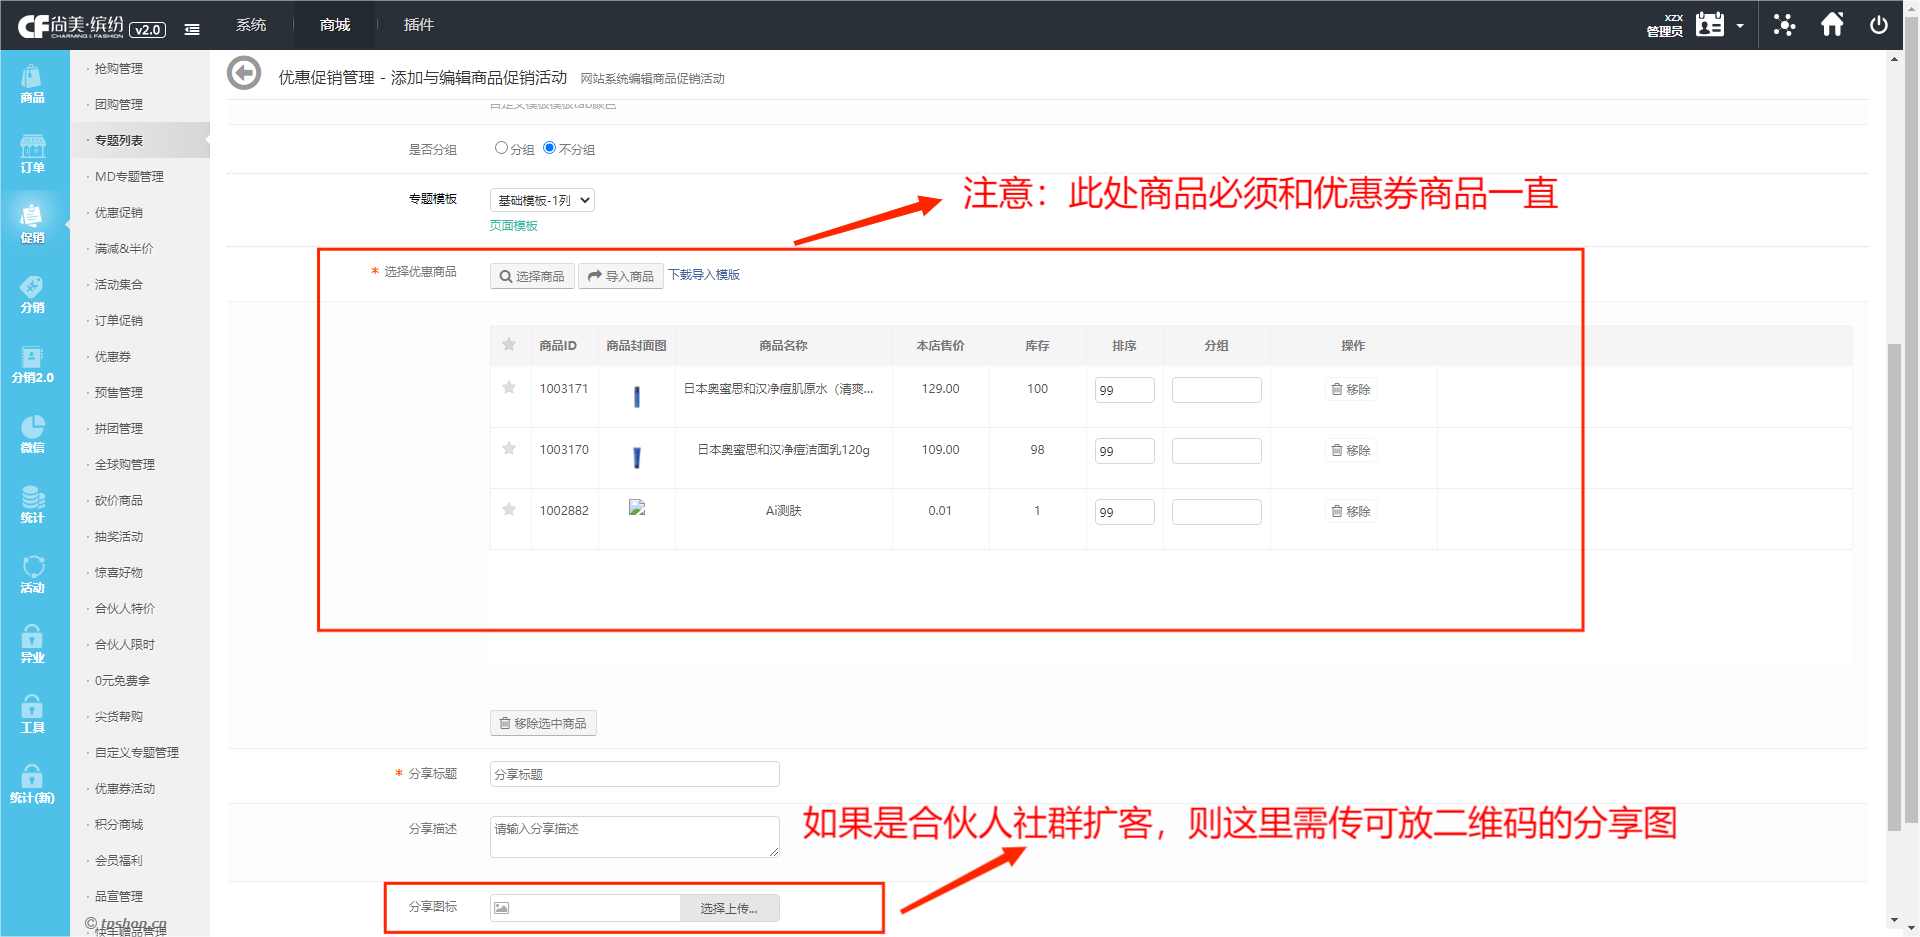 CF尚美·缤纷 v2.0
CHARMING & FASHION
系统
商城
插件
xzx
管理员
商品
订单
促销
分销
分销2.0
微信
统计
活动
异业
工具
统计(新)
· 抢购管理
· 团购管理
· 专题列表
· MD专题管理
· 优惠促销
· 满减&半价
· 活动集合
· 订单促销
· 优惠券
· 预售管理
· 拼团管理
· 全球购管理
· 砍价商品
· 抽奖活动
· 惊喜好物
· 合伙人特价
· 合伙人限时
· 0元免费拿
· 尖货帮购
· 自定义专题管理
· 优惠券活动
· 积分商城
· 会员福利
· 品宣管理
© tpshop.cn
优惠促销管理 - 添加与编辑商品促销活动 网站系统编辑商品促销活动
自定义模板模板tab颜色
是否分组 分组 不分组
专题模板 基础模板-1列
页面模板
注意：此处商品必须和优惠券商品一直
* 选择优惠商品 选择商品 导入商品 下载导入模版
商品ID 商品封面图 商品名称 本店售价 库存 排序 分组 操作
1003171 日本奥蜜思和汉净痘肌原水（清爽... 129.00 100 99 移除
1003170 日本奥蜜思和汉净痘洁面乳120g 109.00 98 99 移除
1002882 Ai测肤 0.01 1 99 移除
移除选中商品
* 分享标题 分享标题
分享描述 请输入分享描述
如果是合伙人社群扩客，则这里需传可放二维码的分享图
分享图标 选择上传...